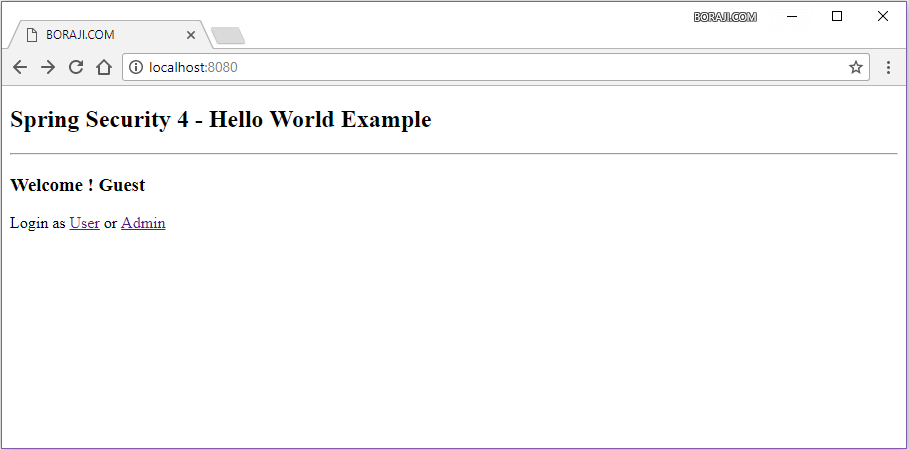 BORAJI.COM
BORAJI.COM
localhost:8080
Spring Security 4 - Hello World Example
Welcome ! Guest
Login as User or Admin